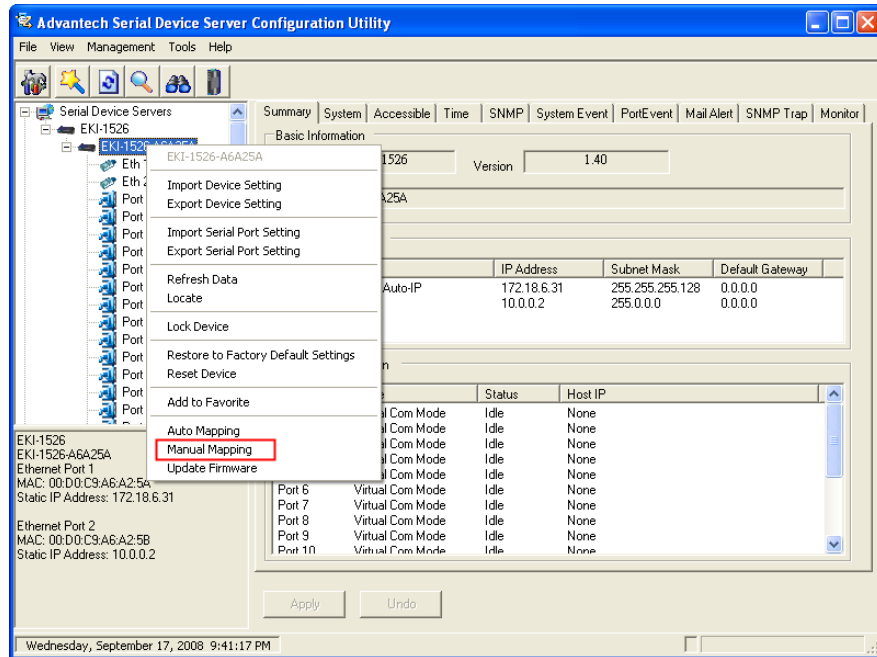 Advantech Serial Device Server Configuration Utility
File View Management Tools Help
Serial Device Servers
EKI-1526
EKI-1526-A6A25A
Eth
Eth 2
Port
Port
Port
Port
Port
Port
Port
Port
Port
Port
Port
Port
Port
EKI-1526-A6A25A
Import Device Setting
Export Device Setting
Import Serial Port Setting
Export Serial Port Setting
Refresh Data
Locate
Lock Device
Restore to Factory Default Settings
Reset Device
Add to Favorite
Auto Mapping
Manual Mapping
Update Firmware
Summary System Accessible Time SNMP System Event PortEvent Mail Alert SNMP Trap Monitor
Basic Information
1526 Version 1.40
A25A
IP Address Subnet Mask Default Gateway
Auto-IP 172.18.6.31 255.255.255.128 0.0.0.0
10.0.0.2 255.0.0.0 0.0.0.0
Status Host IP
al Com Mode Idle None
al Com Mode Idle None
al Com Mode Idle None
al Com Mode Idle None
al Com Mode Idle None
Port 6 Virtual Com Mode Idle None
Port 7 Virtual Com Mode Idle None
Port 8 Virtual Com Mode Idle None
Port 9 Virtual Com Mode Idle None
Port 10 Virtual Com Mode Idle None
EKI-1526
EKI-1526-A6A25A
Ethernet Port 1
MAC: 00:D0:C9:A6:A2:5A
Static IP Address: 172.18.6.31
Ethernet Port 2
MAC: 00:D0:C9:A6:A2:5B
Static IP Address: 10.0.0.2
Apply Undo
Wednesday, September 17, 2008 9:41:17 PM